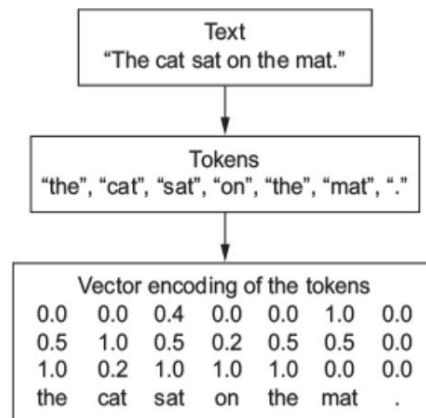 Text
“The cat sat on the mat.”
Tokens
“the”, “cat”, “sat”, “on”, “the”, “mat”, “.”
Vector encoding of the tokens
0.0 0.0 0.4 0.0 0.0 1.0 0.0
0.5 1.0 0.5 0.2 0.5 0.5 0.0
1.0 0.2 1.0 1.0 1.0 0.0 0.0
the cat sat on the mat .